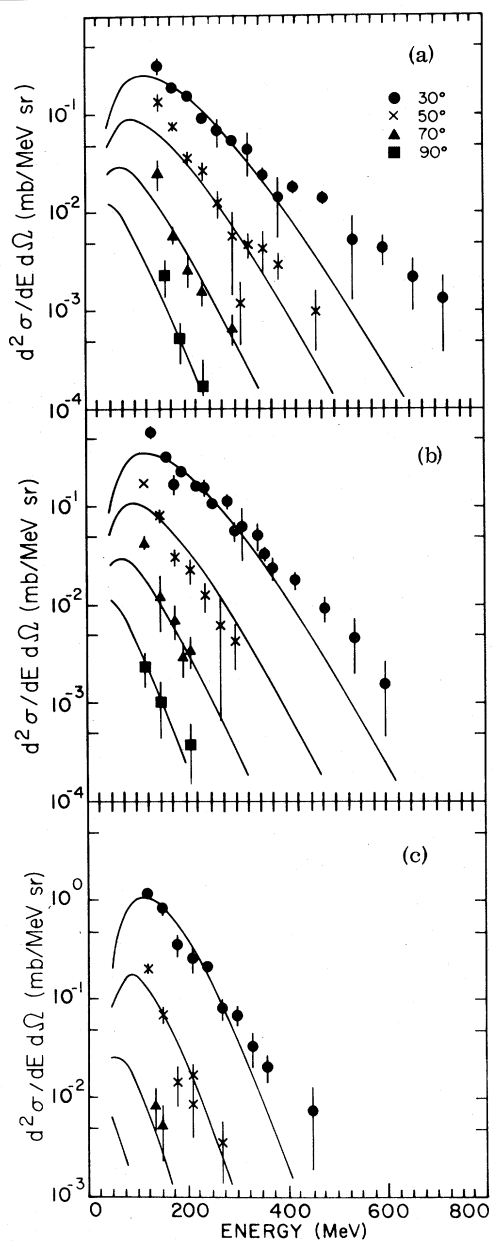 (a)
● 30°
× 50°
▲ 70°
■ 90°
d²σ/dE dΩ (mb/MeV sr)
10⁻¹
10⁻²
10⁻³
10⁻⁴
(b)
d²σ/dE dΩ (mb/MeV sr)
10⁻¹
10⁻²
10⁻³
10⁻⁴
(c)
d²σ/dE dΩ (mb/MeV sr)
10⁰
10⁻¹
10⁻²
10⁻³
0 200 400 600 800
ENERGY (MeV)